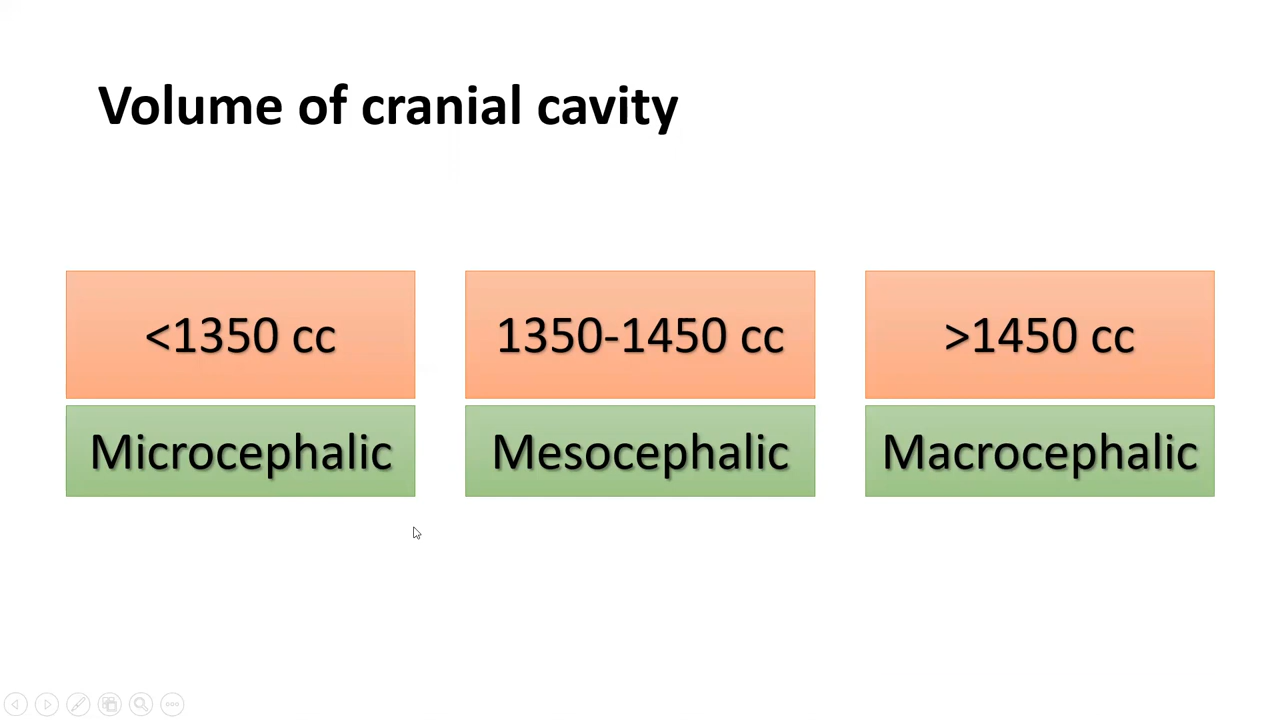 Volume of cranial cavity
<1350 cc
Microcephalic
1350-1450 cc
Mesocephalic
>1450 cc
Macrocephalic